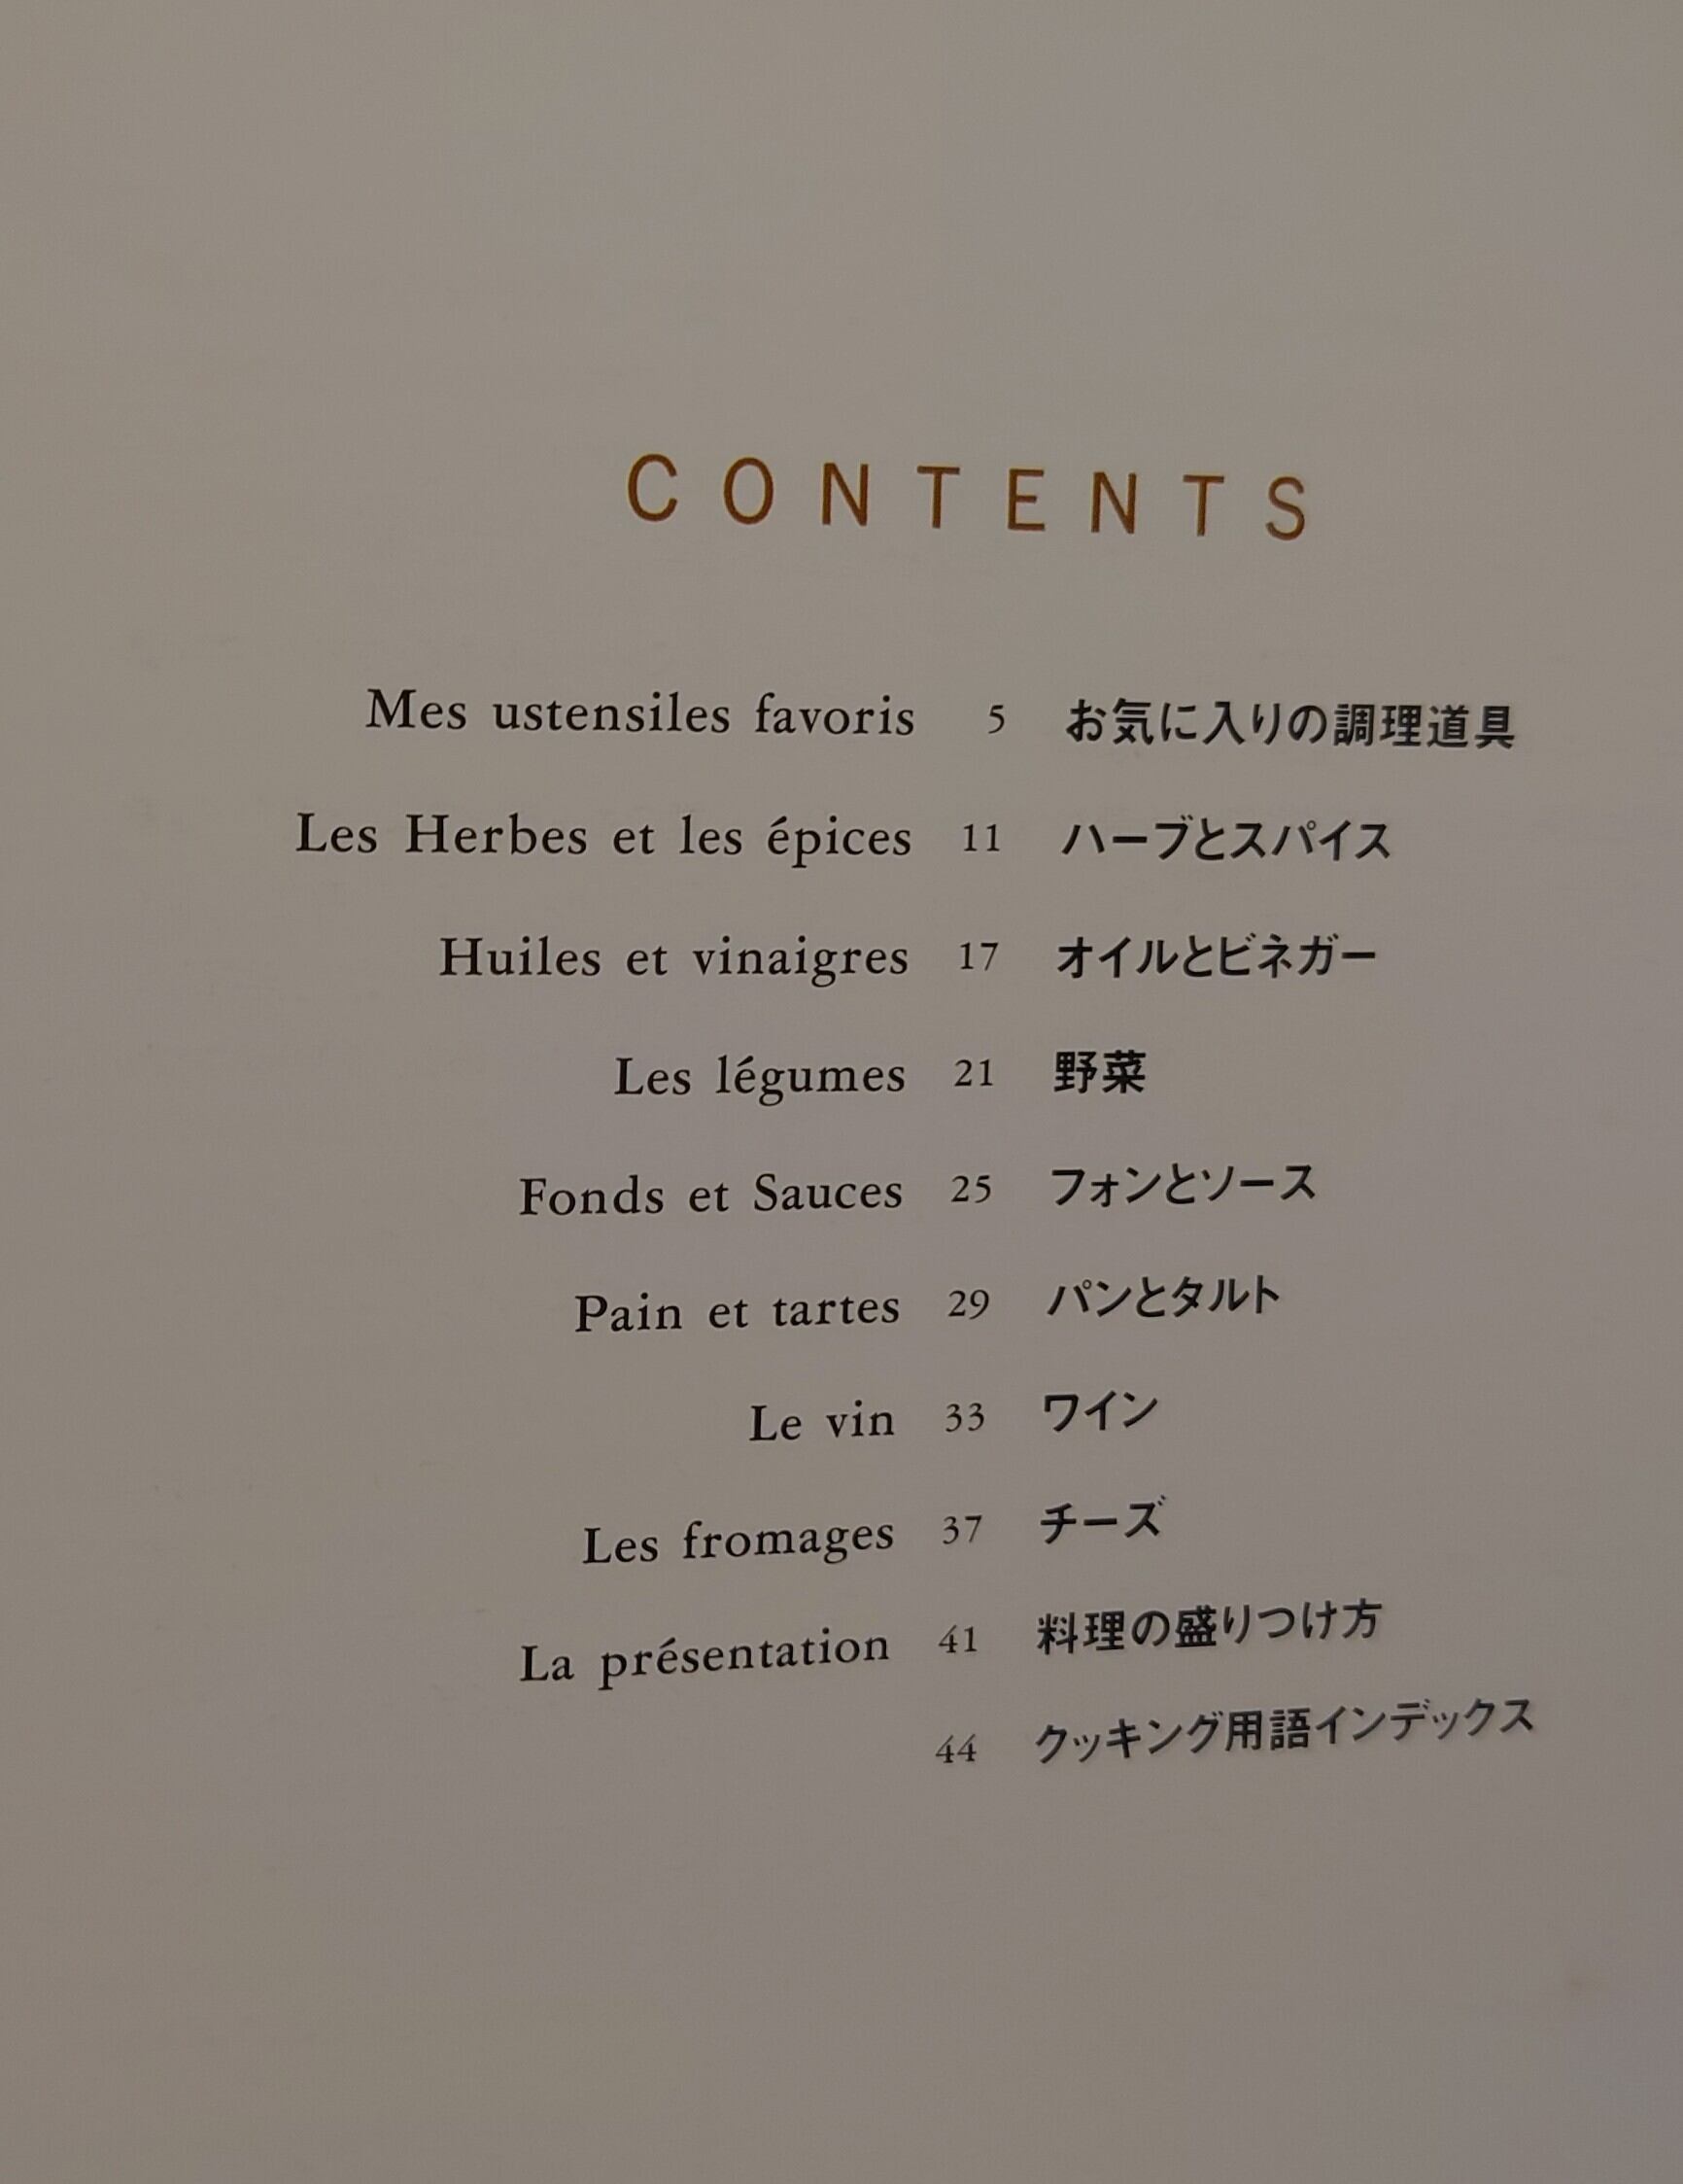 CONTENTS
Mes ustensiles favoris 5 お気に入りの調理道具
Les Herbes et les épices 11 ハーブとスパイス
Huiles et vinaigres 17 オイルとビネガー
Les légumes 21 野菜
Fonds et Sauces 25 フォンとソース
Pain et tartes 29 パンとタルト
Le vin 33 ワイン
Les fromages 37 チーズ
La présentation 41 料理の盛りつけ方
44 クッキング用語インデックス